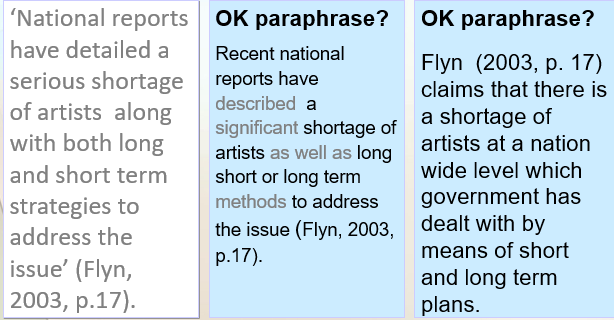 ‘National reports
have detailed a
serious shortage
of artists along
with both long
and short term
strategies to
address the
issue’ (Flyn,
2003, p.17).
OK paraphrase?
Recent national
reports have
described a
significant shortage of
artists as well as long
short or long term
methods to address
the issue (Flyn, 2003,
p.17).
OK paraphrase?
Flyn (2003, p. 17)
claims that there is
a shortage of
artists at a nation
wide level which
government has
dealt with by
means of short
and long term
plans.